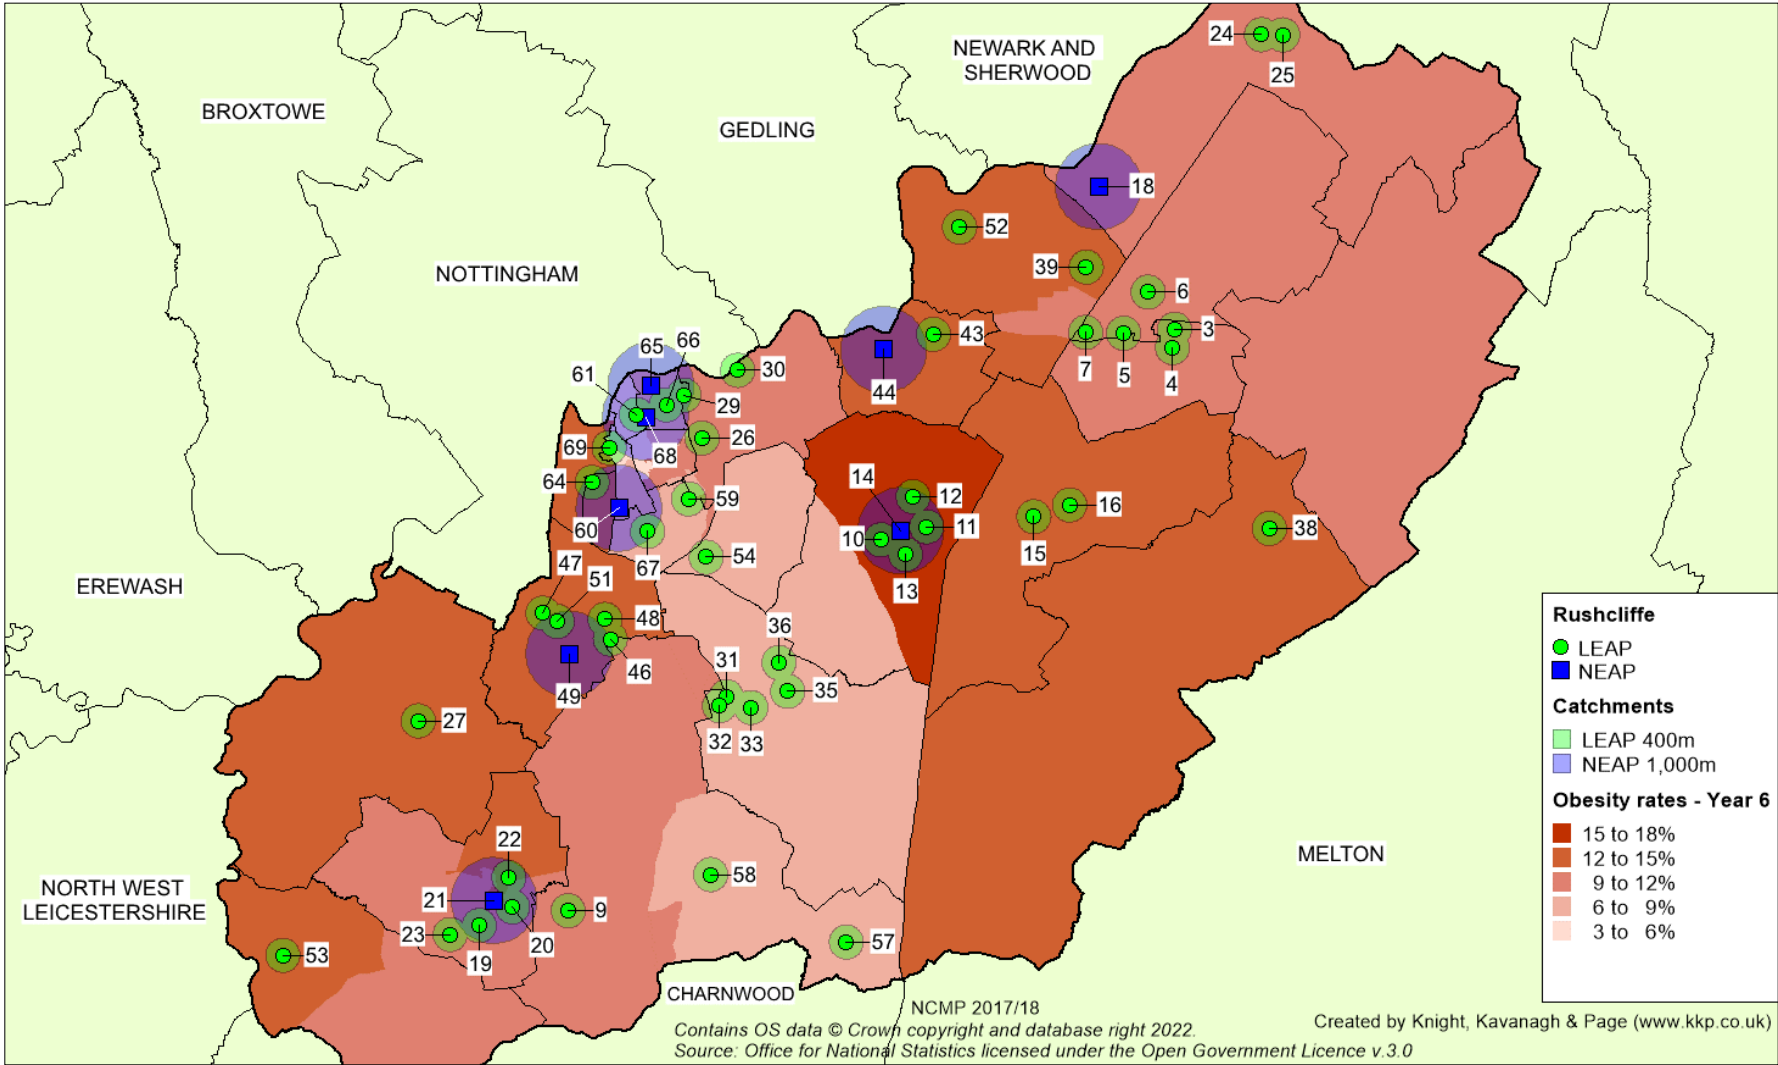 24
25
NEWARK AND
SHERWOOD
BROXTOWE
GEDLING
18
52
39
NOTTINGHAM
6
3
43
66
65
7
5
4
30
61
44
29
26
69
68
14
64
12
59
16
11
60
10
38
15
54
47
51
67
13
EREWASH
48
36
46
31
49
35
27
32
33
22
58
21
9
NORTH WEST
LEICESTERSHIRE
23
20
57
53
19
MELTON
CHARNWOOD
Rushcliffe
LEAP
NEAP
Catchments
LEAP 400m
NEAP 1,000m
Obesity rates - Year 6
15 to 18%
12 to 15%
9 to 12%
6 to 9%
3 to 6%
NCMP 2017/18
Contains OS data © Crown copyright and database right 2022.
Source: Office for National Statistics licensed under the Open Government Licence v.3.0
Created by Knight, Kavanagh & Page (www.kkp.co.uk)